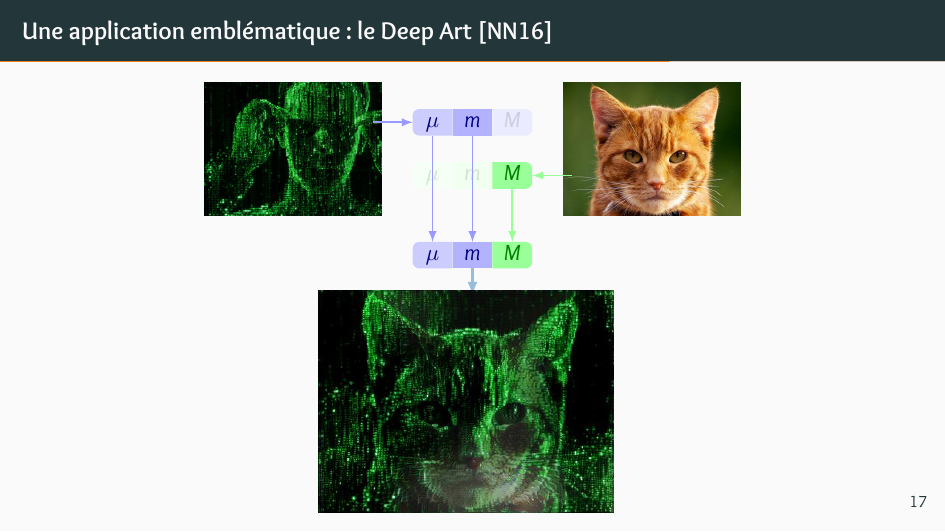 Une application emblématique : le Deep Art [NN16]
μ m M
μ m M
μ m M
17